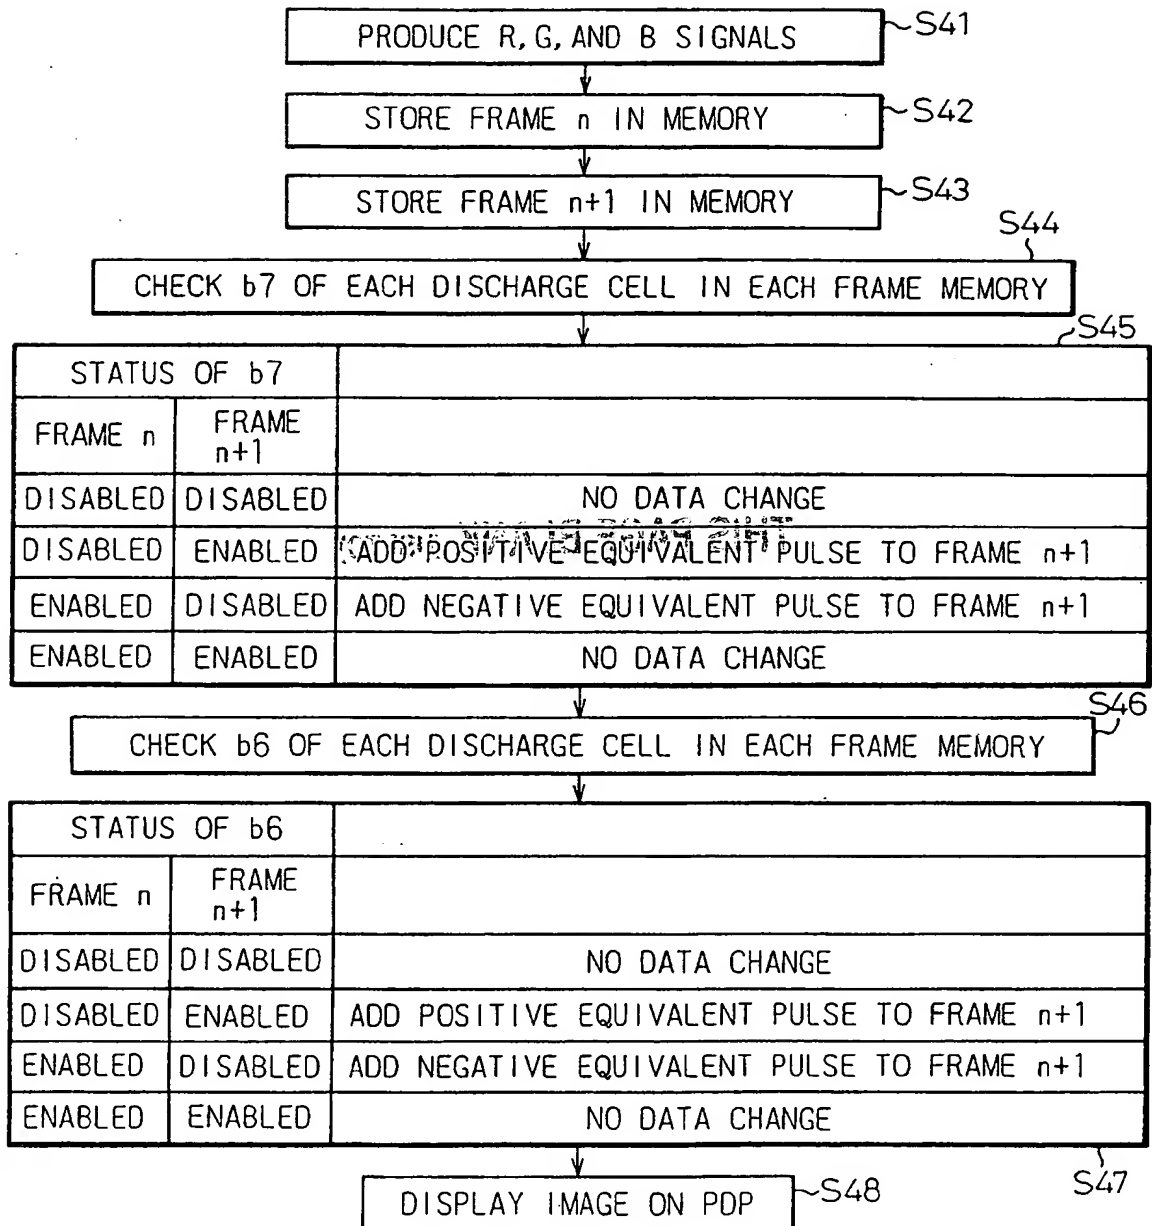 PRODUCE R, G, AND B SIGNALS
S41
STORE FRAME n IN MEMORY
S42
STORE FRAME n+1 IN MEMORY
S43
S44
CHECK b7 OF EACH DISCHARGE CELL IN EACH FRAME MEMORY
S45
STATUS OF b7
FRAME n
FRAME
n+1
DISABLED DISABLED NO DATA CHANGE
DISABLED ENABLED ADD POSITIVE EQUIVALENT PULSE TO FRAME n+1
ENABLED DISABLED ADD NEGATIVE EQUIVALENT PULSE TO FRAME n+1
ENABLED ENABLED NO DATA CHANGE
S46
CHECK b6 OF EACH DISCHARGE CELL IN EACH FRAME MEMORY
STATUS OF b6
FRAME n
FRAME
n+1
DISABLED DISABLED NO DATA CHANGE
DISABLED ENABLED ADD POSITIVE EQUIVALENT PULSE TO FRAME n+1
ENABLED DISABLED ADD NEGATIVE EQUIVALENT PULSE TO FRAME n+1
ENABLED ENABLED NO DATA CHANGE
S47
DISPLAY IMAGE ON PDP
S48